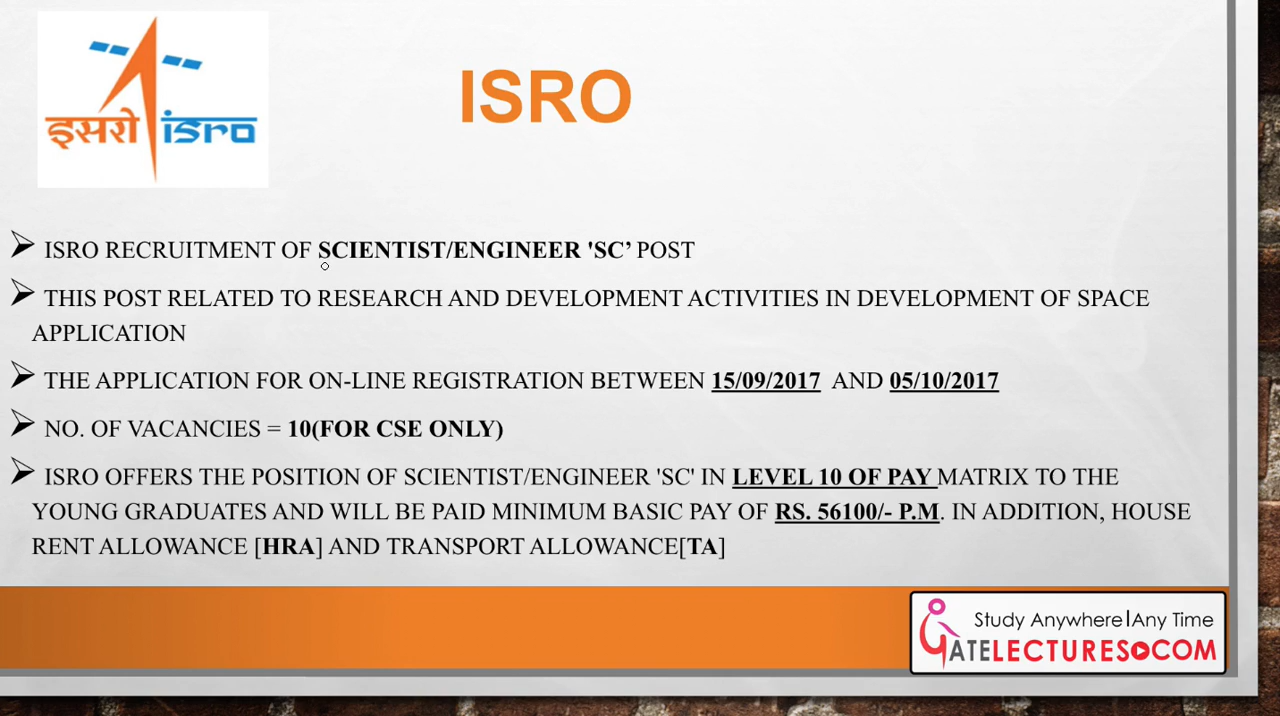 इसरो isro
ISRO
➢ ISRO RECRUITMENT OF SCIENTIST/ENGINEER 'SC’ POST
➢ THIS POST RELATED TO RESEARCH AND DEVELOPMENT ACTIVITIES IN DEVELOPMENT OF SPACE
APPLICATION
➢ THE APPLICATION FOR ON-LINE REGISTRATION BETWEEN 15/09/2017 AND 05/10/2017
➢ NO. OF VACANCIES = 10(FOR CSE ONLY)
➢ ISRO OFFERS THE POSITION OF SCIENTIST/ENGINEER 'SC' IN LEVEL 10 OF PAY MATRIX TO THE
YOUNG GRADUATES AND WILL BE PAID MINIMUM BASIC PAY OF RS. 56100/- P.M. IN ADDITION, HOUSE
RENT ALLOWANCE [HRA] AND TRANSPORT ALLOWANCE[TA]
Study Anywhere|Any Time
GATELECTURES.COM